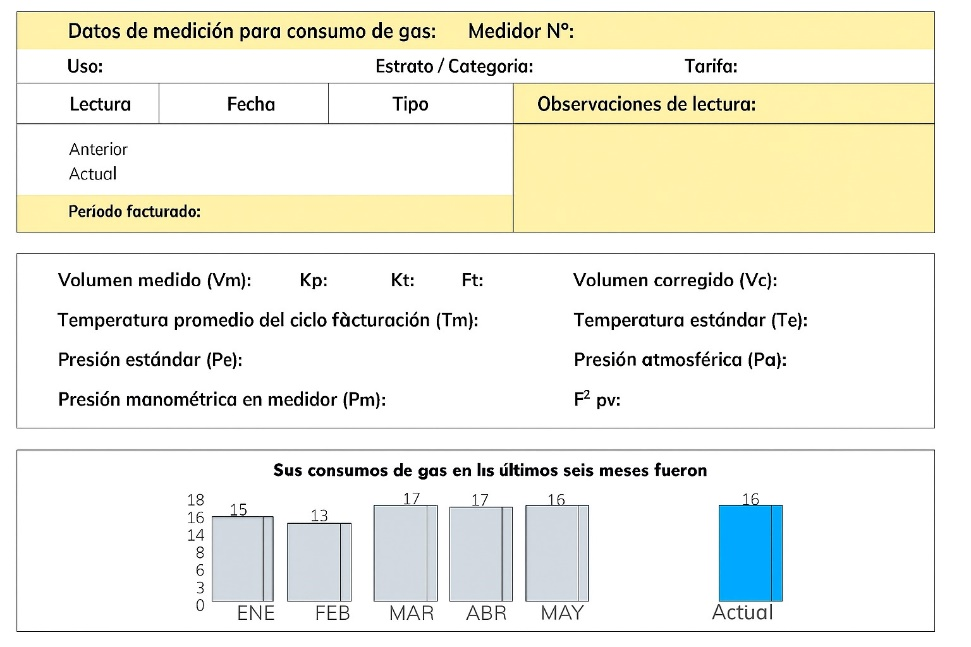 Datos de medición para consumo de gas: Medidor Nº:
Uso: Estrato / Categoria: Tarifa:
Lectura Fecha Tipo Observaciones de lectura:
Anterior
Actual
Período facturado:
Volumen medido (Vm): Kp: Kt: Ft: Volumen corregido (Vc):
Temperatura promedio del ciclo fàcturación (Tm): Temperatura estándar (Te):
Presión estándar (Pe): Presión atmosférica (Pa):
Presión manométrica en medidor (Pm): F² pv:
Sus consumos de gas en lıs últimos seis meses fueron
18
16
14
8
6
3
0
15 13 17 17 16 16
ENE FEB MAR ABR MAY Actual